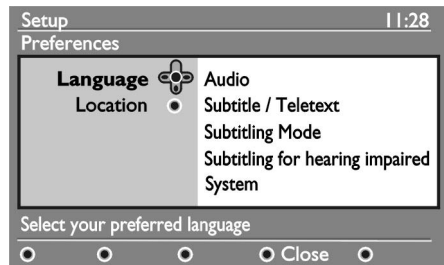 Setup 11:28
Preferences
Language Audio
Location Subtitle / Teletext
Subtitling Mode
Subtitling for hearing impaired
System
Select your preferred language
Close